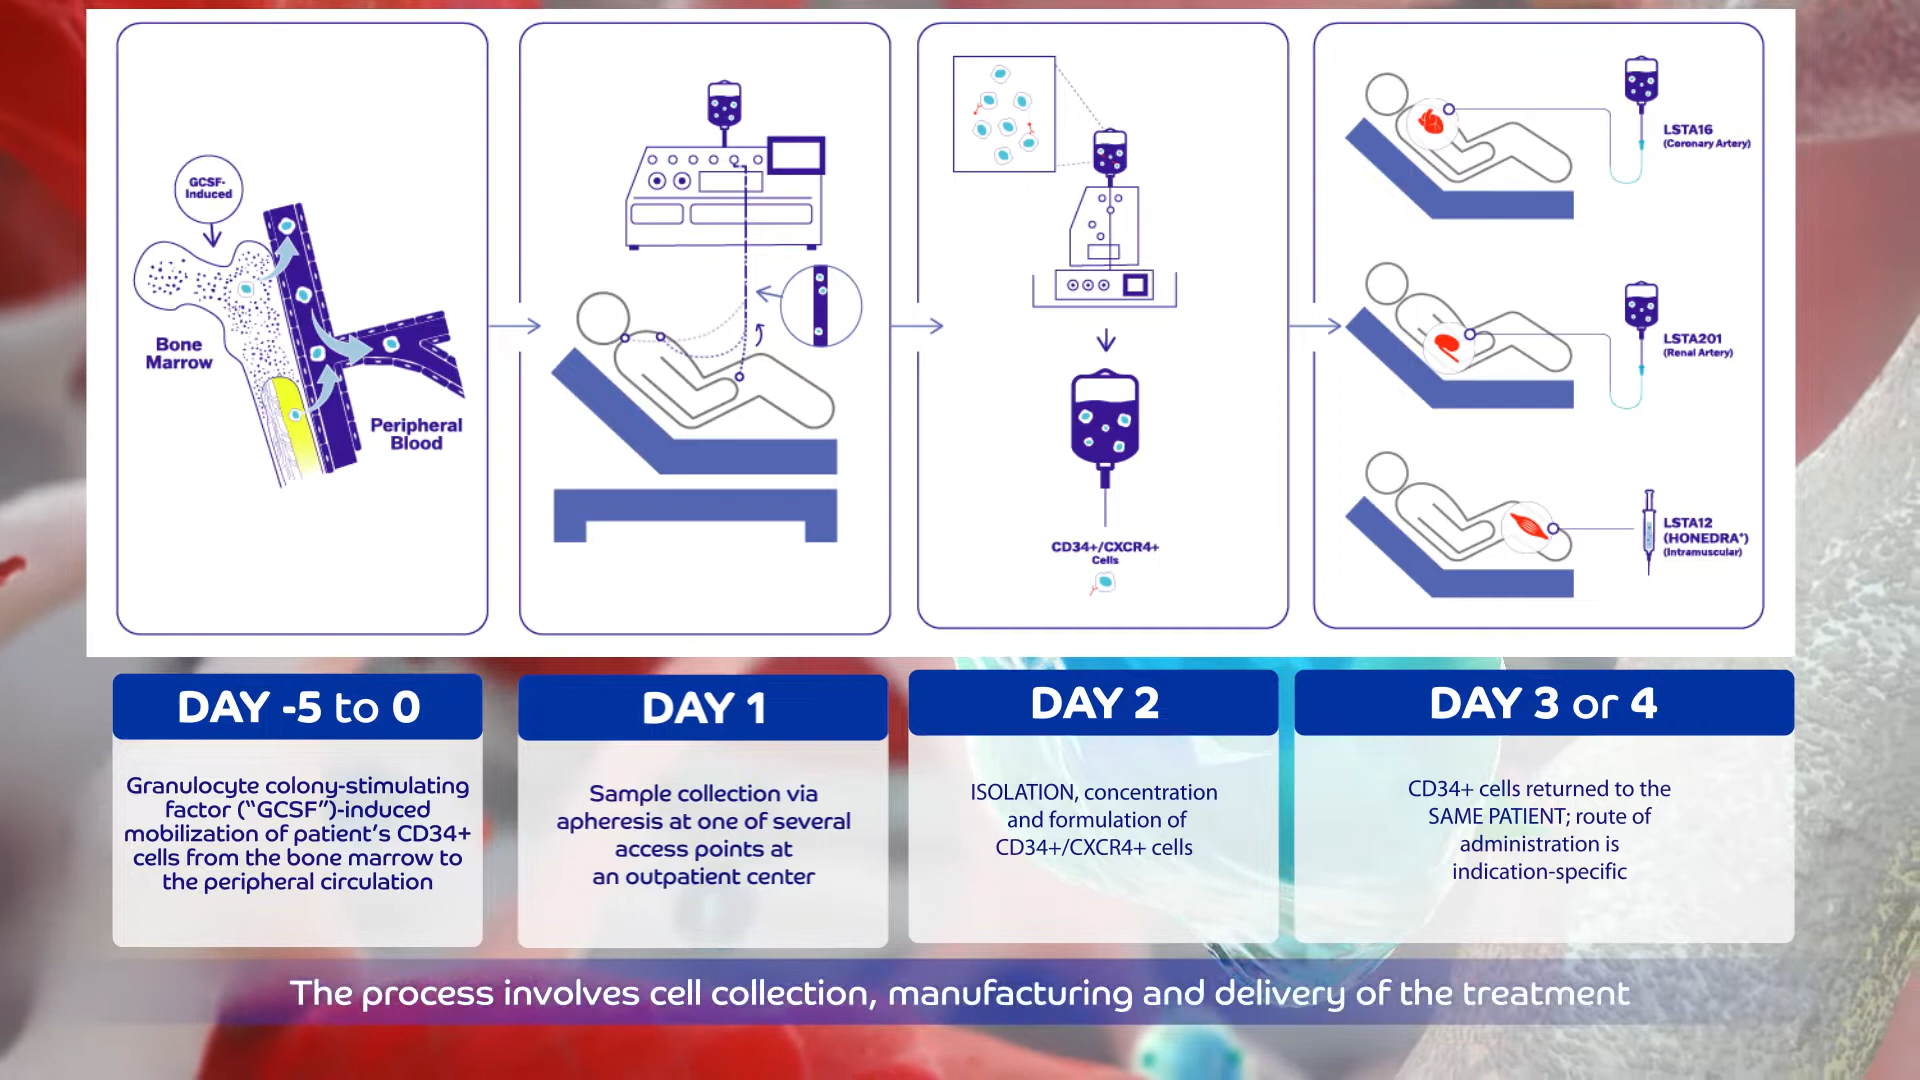 GCSF-
Induced
Bone
Marrow
Peripheral
Blood
CD34+/CXCR4+
Cells
LSTA16
(Coronary Artery)
LSTA201
(Renal Artery)
LSTA12
(HONEDRA*)
(Intramuscular)
DAY -5 to 0
Granulocyte colony-stimulating
factor (“GCSF”)-induced
mobilization of patient's CD34+
cells from the bone marrow to
the peripheral circulation
DAY 1
Sample collection via
apheresis at one of several
access points at
an outpatient center
DAY 2
ISOLATION, concentration
and formulation of
CD34+/CXCR4+ cells
DAY 3 or 4
CD34+ cells returned to the
SAME PATIENT; route of
administration is
indication-specific
The process involves cell collection, manufacturing and delivery of the treatment